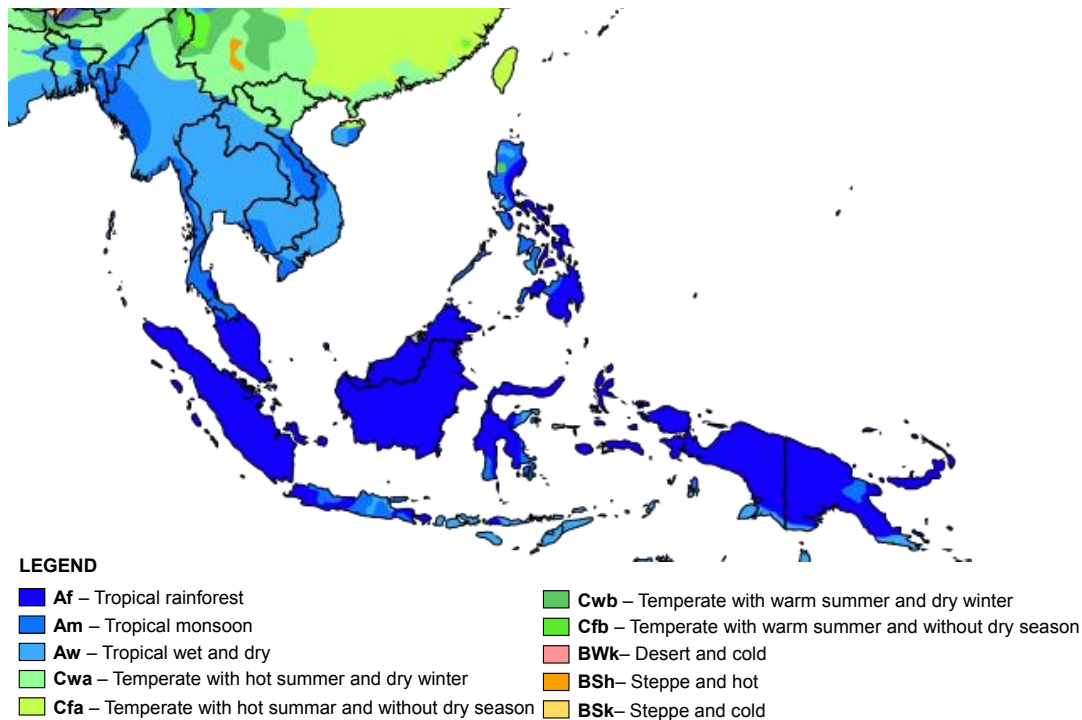 LEGEND
Af – Tropical rainforest
Am – Tropical monsoon
Aw – Tropical wet and dry
Cwa – Temperate with hot summer and dry winter
Cfa – Temperate with hot summar and without dry season
Cwb – Temperate with warm summer and dry winter
Cfb – Temperate with warm summer and without dry season
BWk– Desert and cold
BSh– Steppe and hot
BSk– Steppe and cold